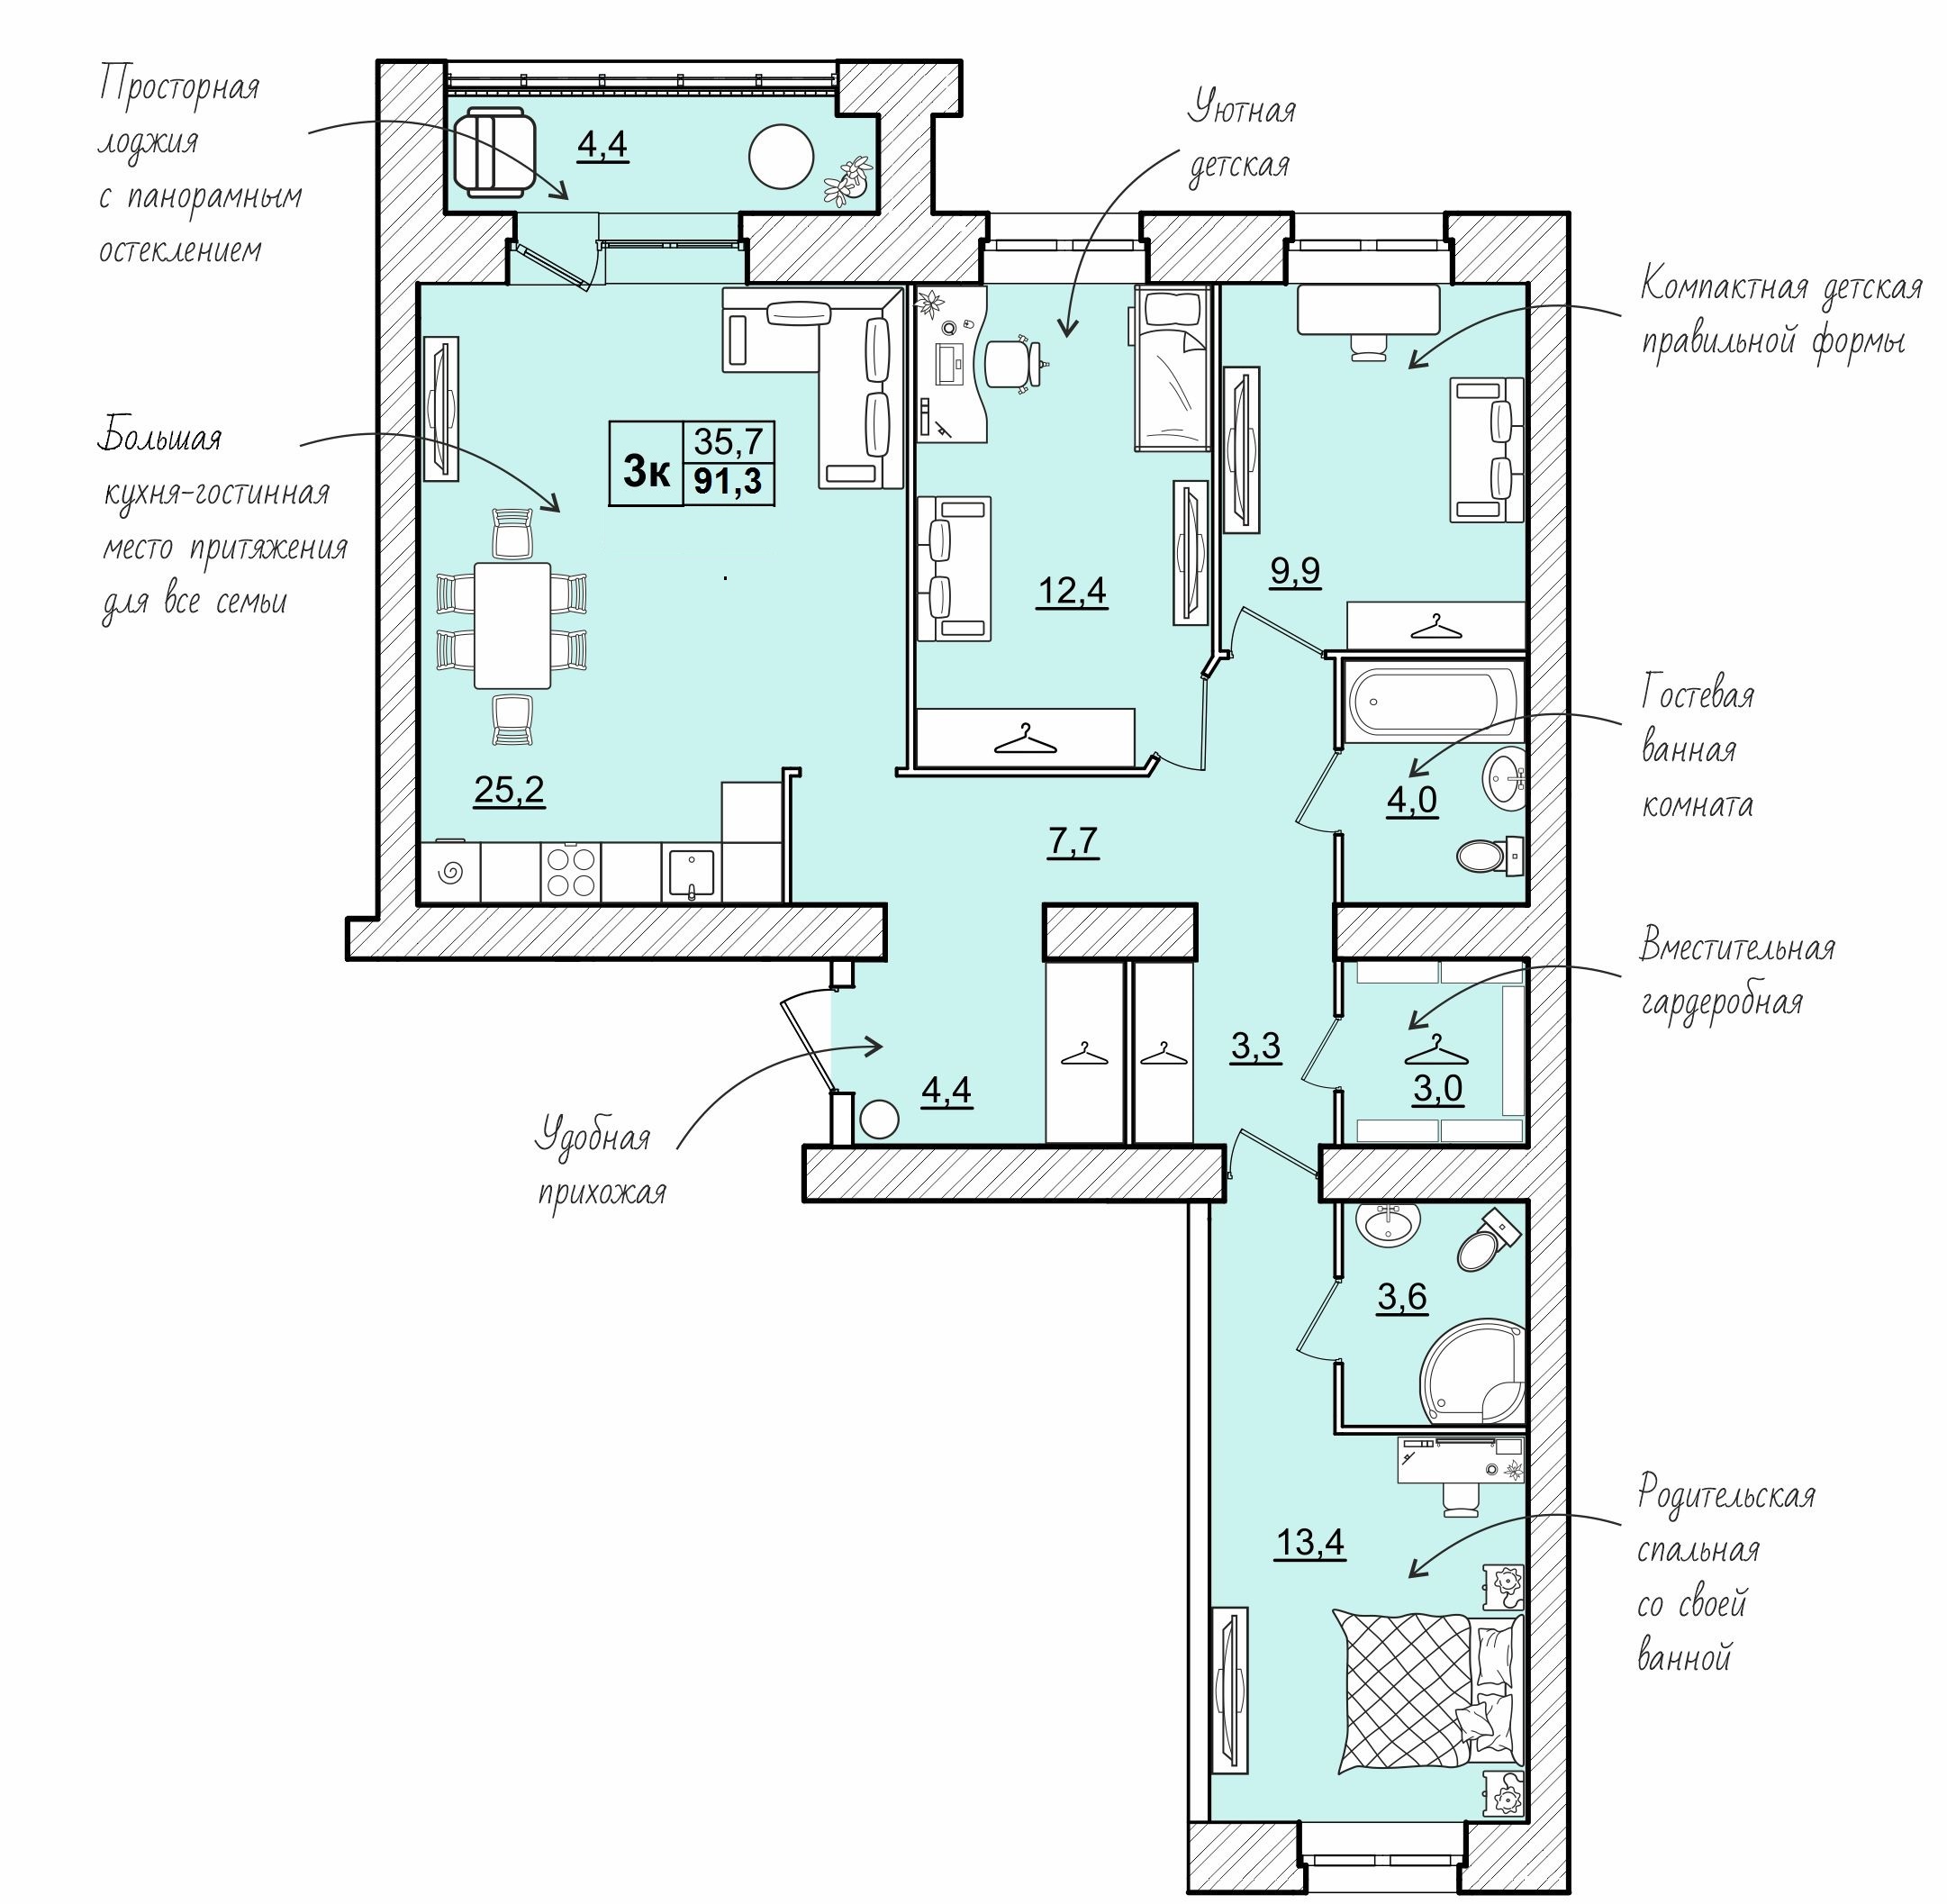 Просторная
лоджия
с панорамным
остеклением
4,4
Уютная
детская
Компактная детская
правильной формы
Большая
кухня-гостинная
место притяжения
для все семьи
3к
35,7
91,3
25,2
12,4
9,9
Гостевая
ванная
комната
4,0
7,7
Вместительная
гардеробная
3,3
3,0
4,4
Удобная
прихожая
3,6
13,4
Родительская
спальная
со своей
ванной